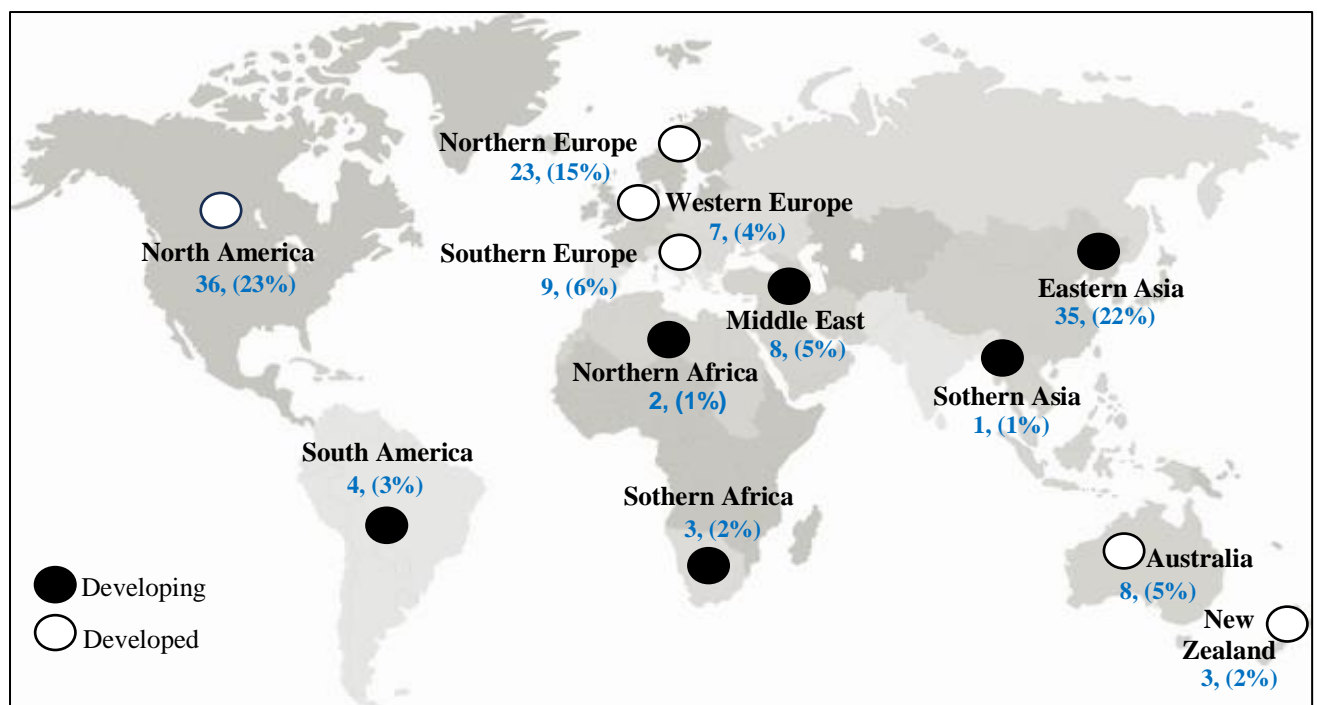 Northern Europe
23, (15%)
Western Europe
7, (4%)
North America
36, (23%)
Southern Europe
9, (6%)
Eastern Asia
35, (22%)
Middle East
8, (5%)
Northern Africa
2, (1%)
Sothern Asia
1, (1%)
South America
4, (3%)
Sothern Africa
3, (2%)
Australia
8, (5%)
New
Zealand
3, (2%)
Developing
Developed